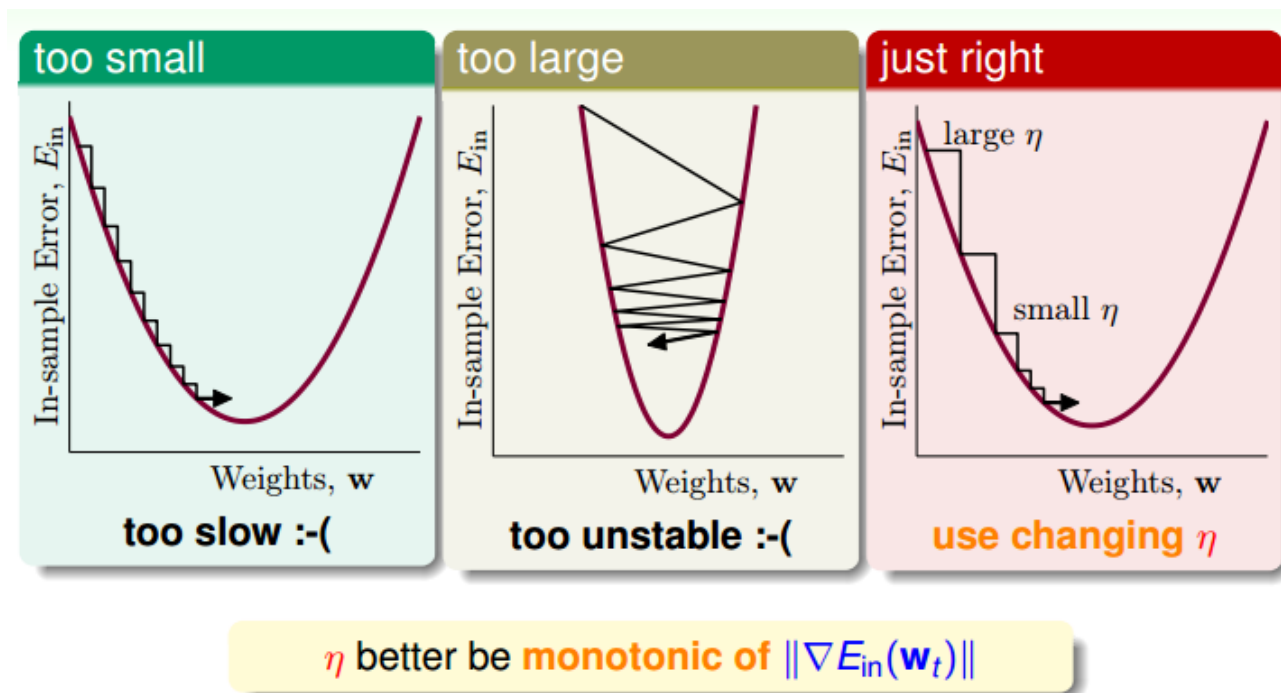 too small
In-sample Error, E_in
Weights, w
too slow :-(
too large
In-sample Error, E_in
Weights, w
too unstable :-(
just right
In-sample Error, E_in
large η
small η
Weights, w
use changing η
η better be monotonic of ‖∇E_in(w_t)‖